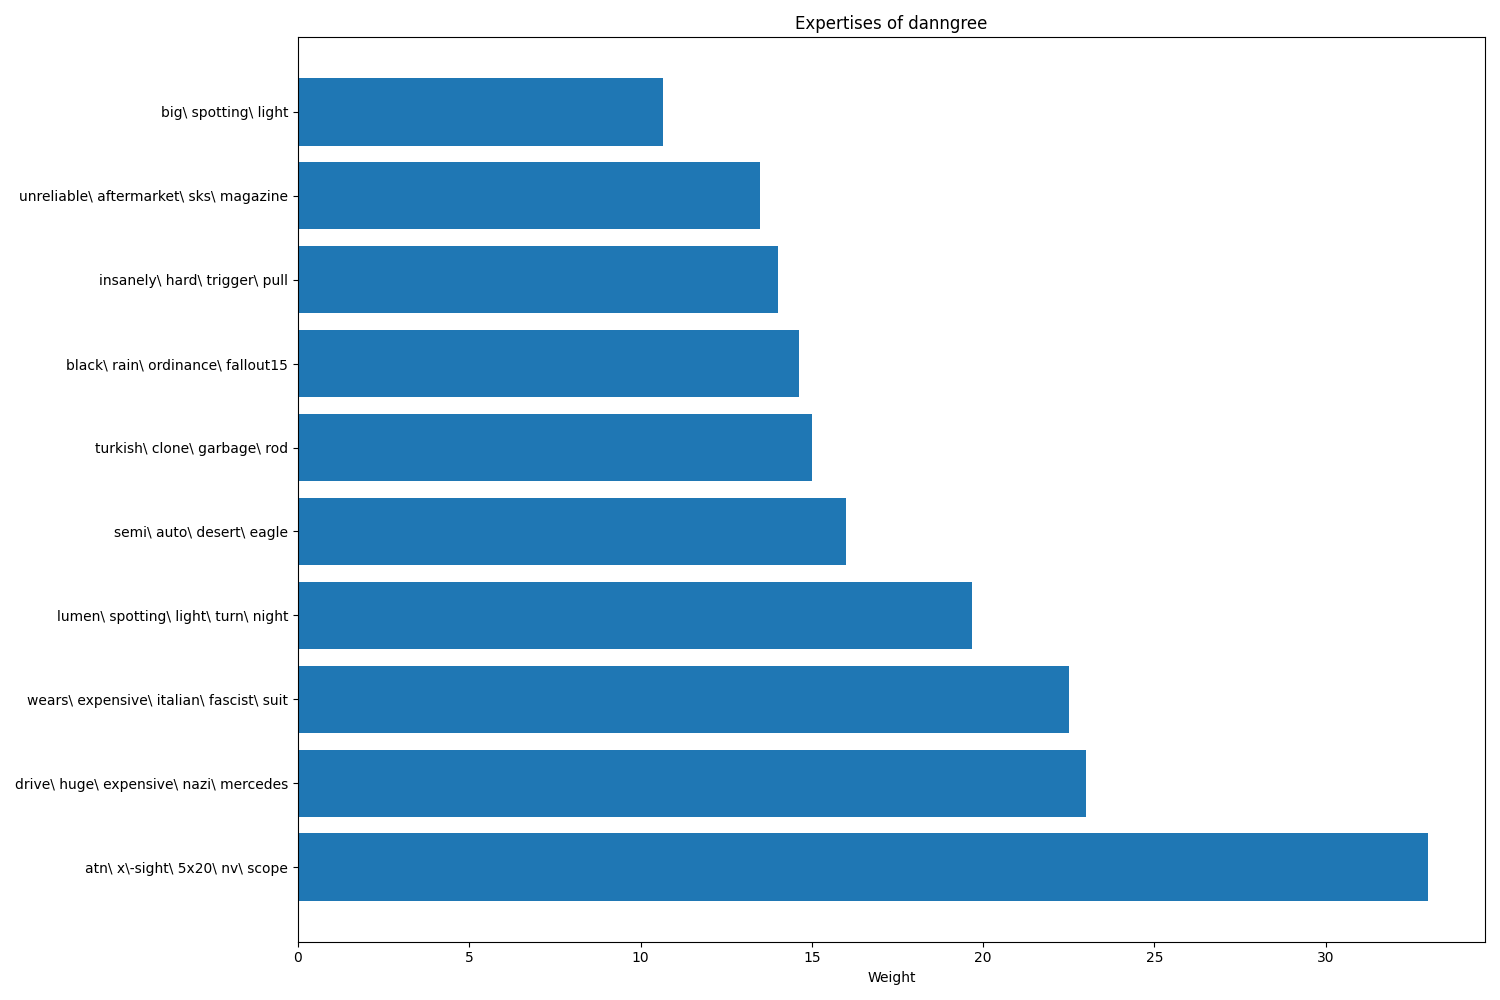 Expertises of danngree
big\ spotting\ light
unreliable\ aftermarket\ sks\ magazine
insanely\ hard\ trigger\ pull
black\ rain\ ordinance\ fallout15
turkish\ clone\ garbage\ rod
semi\ auto\ desert\ eagle
lumen\ spotting\ light\ turn\ night
wears\ expensive\ italian\ fascist\ suit
drive\ huge\ expensive\ nazi\ mercedes
atn\ x\-sight\ 5x20\ nv\ scope
0 5 10 15 20 25 30
Weight